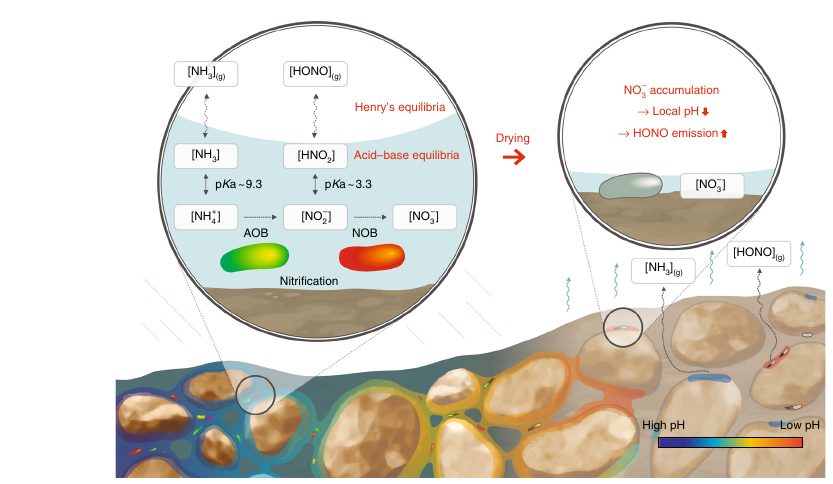 [NH₃](g)
[HONO](g)
Henry's equilibria
[NH₃]
[HNO₂]
Acid–base equilibria
pKa ~ 9.3
pKa ~ 3.3
[NH₄⁺]
[NO₂⁻]
[NO₃⁻]
AOB
NOB
Nitrification
Drying
NO₃⁻ accumulation
→ Local pH ⬇
→ HONO emission ⬆
[NO₃⁻]
[NH₃](g)
[HONO](g)
High pH
Low pH